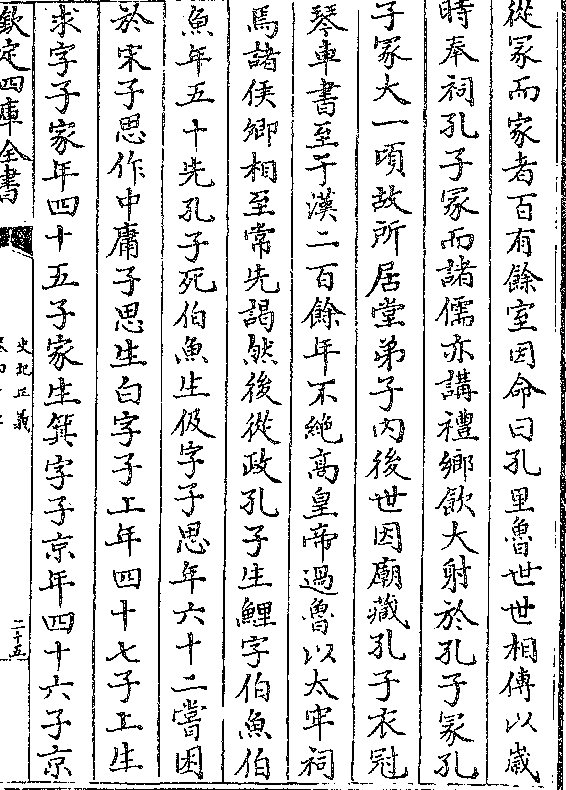 從冢而家者百有餘室因命曰孔里魯世世相傳以歲
時奉祠孔子冢而諸儒亦講禮鄉飲大射於孔子冢孔
子冢大一頃故所居堂弟子内後世因廟藏孔子衣冠
琴車書至于漢二百餘年不絶高皇帝過魯以太牢祠
焉諸侯卿相至常先謁然後從政孔子生鯉字伯魚伯
魚年五十先孔子死伯魚生伋字子思年六十二嘗困
於宋子思作中庸子思生白字子上年四十七子上生
求字子家年四十五子家生箕字子京年四十六子京
欽定四庫全書
史記正義
二十五